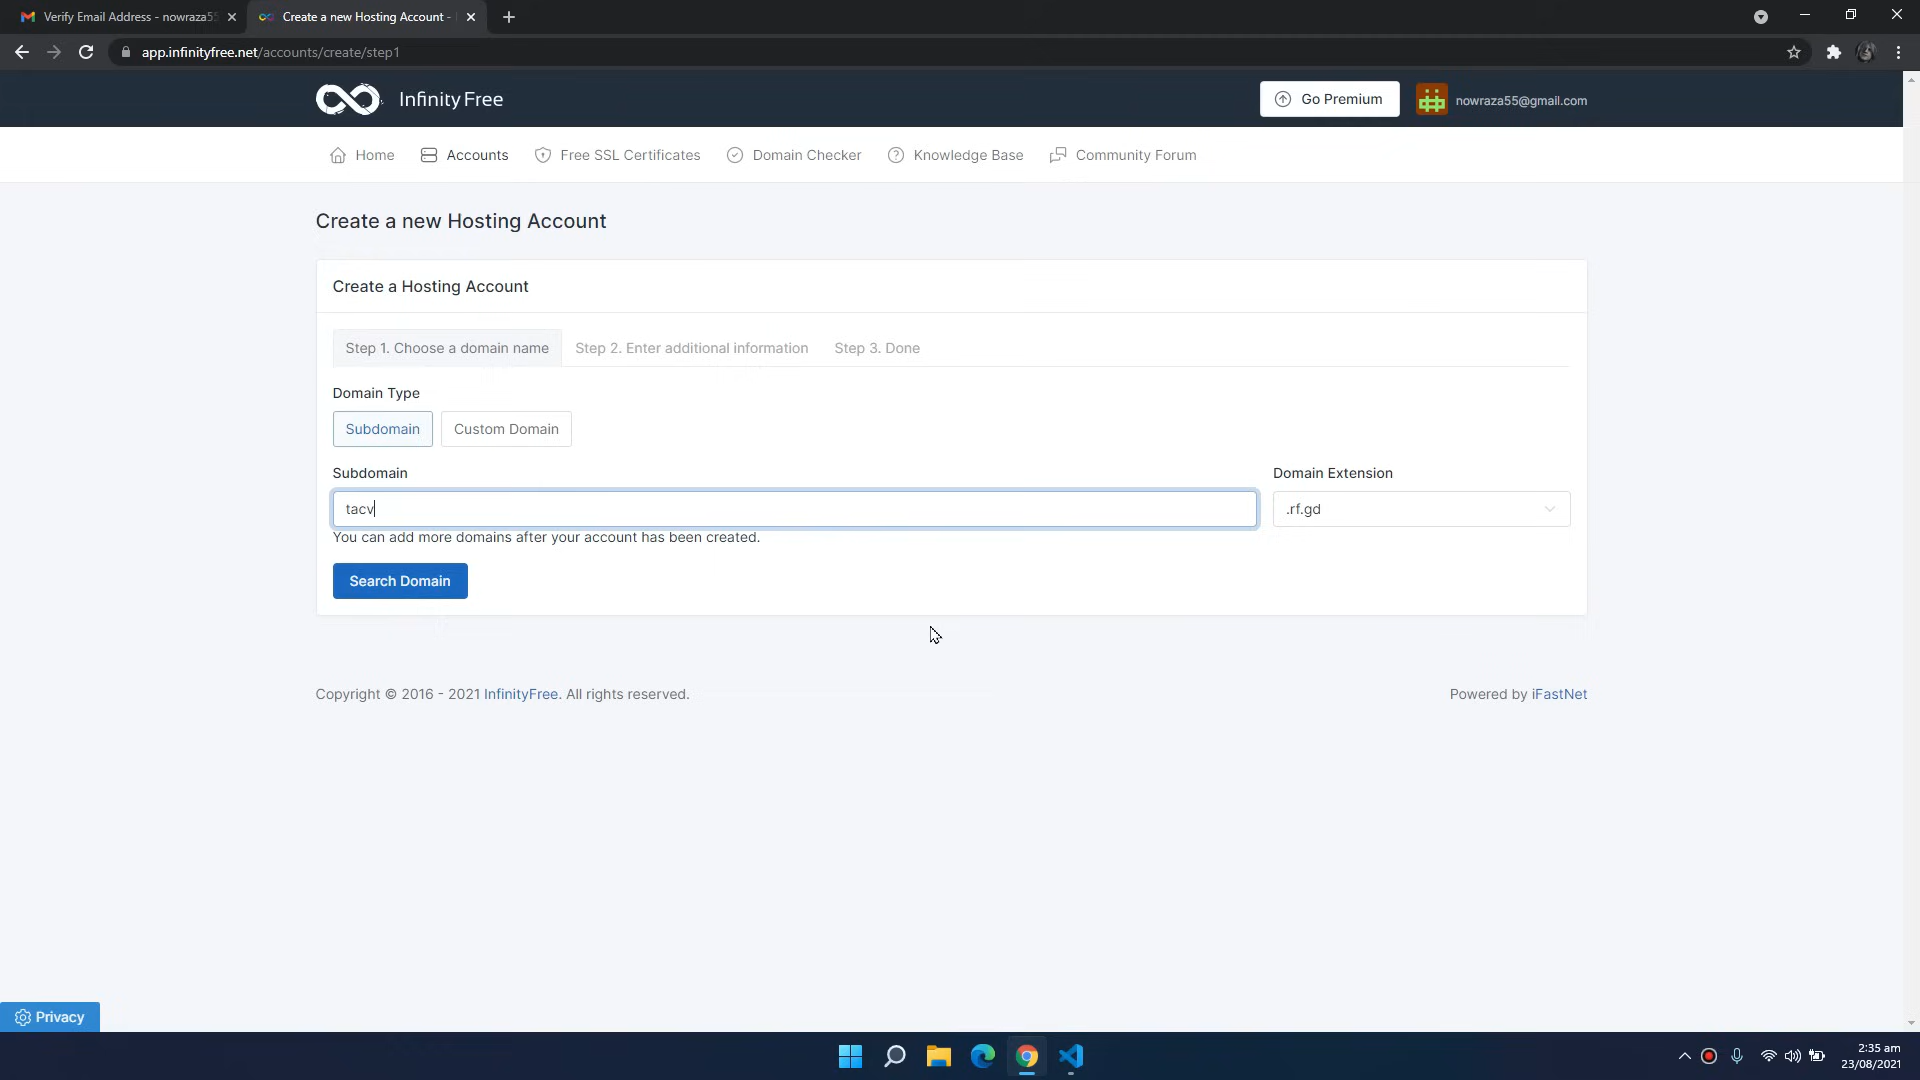 Verify Email Address - nowraza55
Create a new Hosting Account -
app.infinityfree.net/accounts/create/step1
InfinityFree
Go Premium
nowraza55@gmail.com
Home
Accounts
Free SSL Certificates
Domain Checker
Knowledge Base
Community Forum
Create a new Hosting Account
Create a Hosting Account
Step 1. Choose a domain name
Step 2. Enter additional information
Step 3. Done
Domain Type
Subdomain
Custom Domain
Subdomain
Domain Extension
tacv
.rf.gd
You can add more domains after your account has been created.
Search Domain
Copyright © 2016 - 2021 InfinityFree. All rights reserved.
Powered by iFastNet
Privacy
2:35 am
23/08/2021